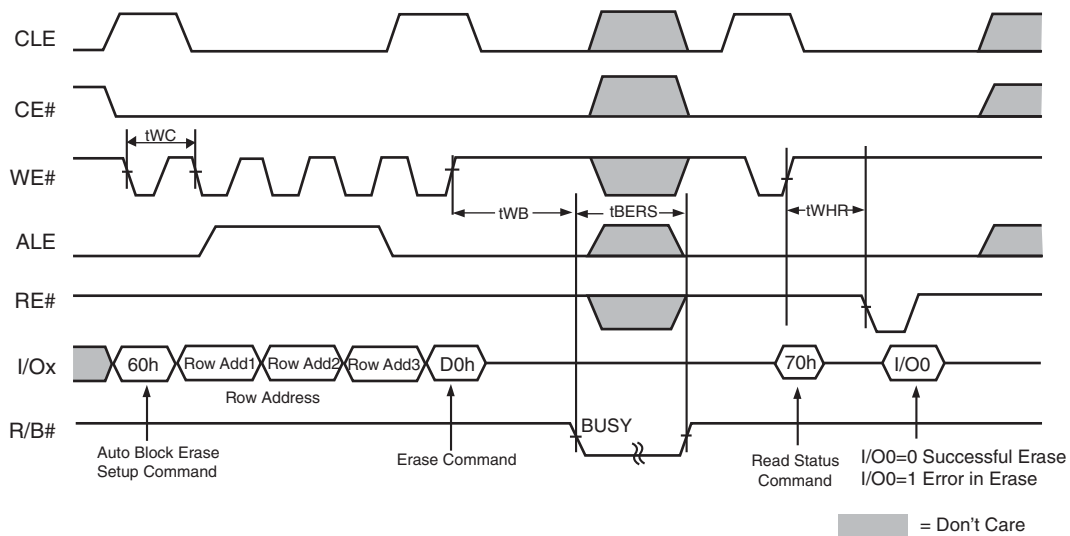 CLE
CE#
tWC
WE#
tWB
tBERS
tWHR
ALE
RE#
I/Ox
60h
Row Add1
Row Add2
Row Add3
D0h
70h
I/O0
Row Address
R/B#
BUSY
Auto Block Erase
Setup Command
Erase Command
Read Status
Command
I/O0=0 Successful Erase
I/O0=1 Error in Erase
= Don't Care